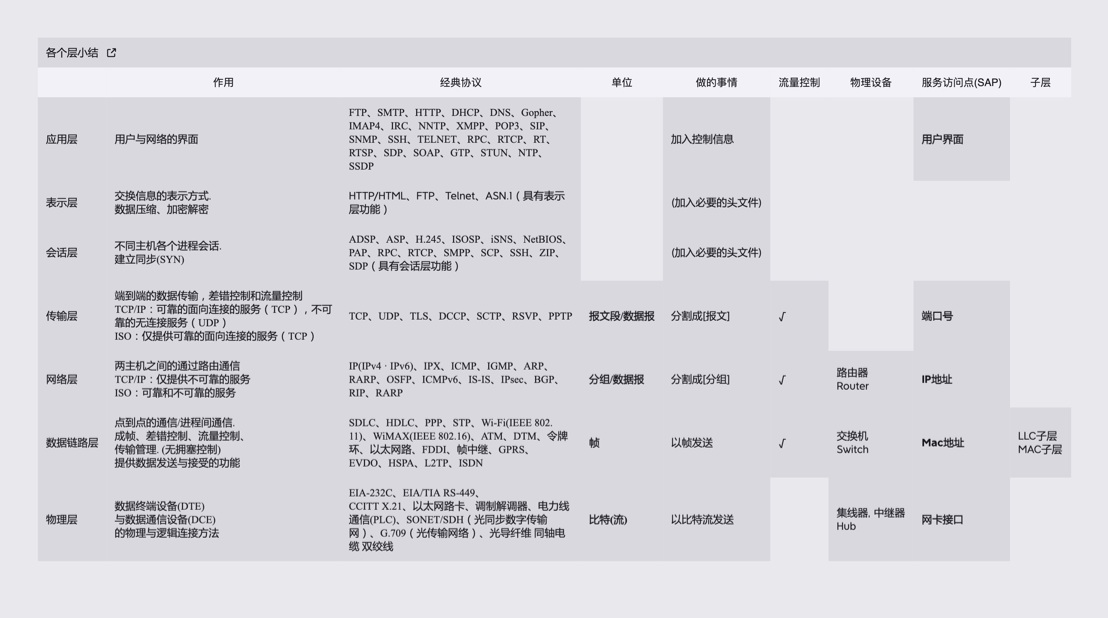 各个层小结
作用 经典协议 单位 做的事情 流量控制 物理设备 服务访问点(SAP) 子层
应用层
用户与网络的界面
FTP、SMTP、HTTP、DHCP、DNS、Gopher、
IMAP4、IRC、NNTP、XMPP、POP3、SIP、
SNMP、SSH、TELNET、RPC、RTCP、RT、
RTSP、SDP、SOAP、GTP、STUN、NTP、
SSDP
加入控制信息
用户界面
表示层
交换信息的表示方式.
数据压缩、加密解密
HTTP/HTML、FTP、Telnet、ASN.1（具有表示
层功能）
(加入必要的头文件)
会话层
不同主机各个进程会话.
建立同步(SYN)
ADSP、ASP、H.245、ISOSP、iSNS、NetBIOS、
PAP、RPC、RTCP、SMPP、SCP、SSH、ZIP、
SDP（具有会话层功能）
(加入必要的头文件)
传输层
端到端的数据传输，差错控制和流量控制
TCP/IP：可靠的面向连接的服务（TCP），不可
靠的无连接服务（UDP）
ISO：仅提供可靠的面向连接的服务（TCP）
TCP、UDP、TLS、DCCP、SCTP、RSVP、PPTP
报文段/数据报
分割成[报文]
√
端口号
网络层
两主机之间的通过路由通信
TCP/IP：仅提供不可靠的服务
ISO：可靠和不可靠的服务
IP(IPv4 · IPv6)、IPX、ICMP、IGMP、ARP、
RARP、OSFP、ICMPv6、IS-IS、IPsec、BGP、
RIP、RARP
分组/数据报
分割成[分组]
√
路由器
Router
IP地址
数据链路层
点到点的通信/进程间通信.
成帧、差错控制、流量控制、
传输管理. (无拥塞控制)
提供数据发送与接受的功能
SDLC、HDLC、PPP、STP、Wi-Fi(IEEE 802.
11)、WiMAX(IEEE 802.16)、ATM、DTM、令牌
环、以太网路、FDDI、帧中继、GPRS、
EVDO、HSPA、L2TP、ISDN
帧
以帧发送
√
交换机
Switch
Mac地址
LLC子层
MAC子层
物理层
数据终端设备(DTE)
与数据通信设备(DCE)
的物理与逻辑连接方法
EIA-232C、EIA/TIA RS-449、
CCITT X.21、以太网路卡、调制解调器、电力线
通信(PLC)、SONET/SDH（光同步数字传输
网）、G.709（光传输网络）、光导纤维 同轴电
缆 双绞线
比特(流)
以比特流发送
集线器, 中继器
Hub
网卡接口